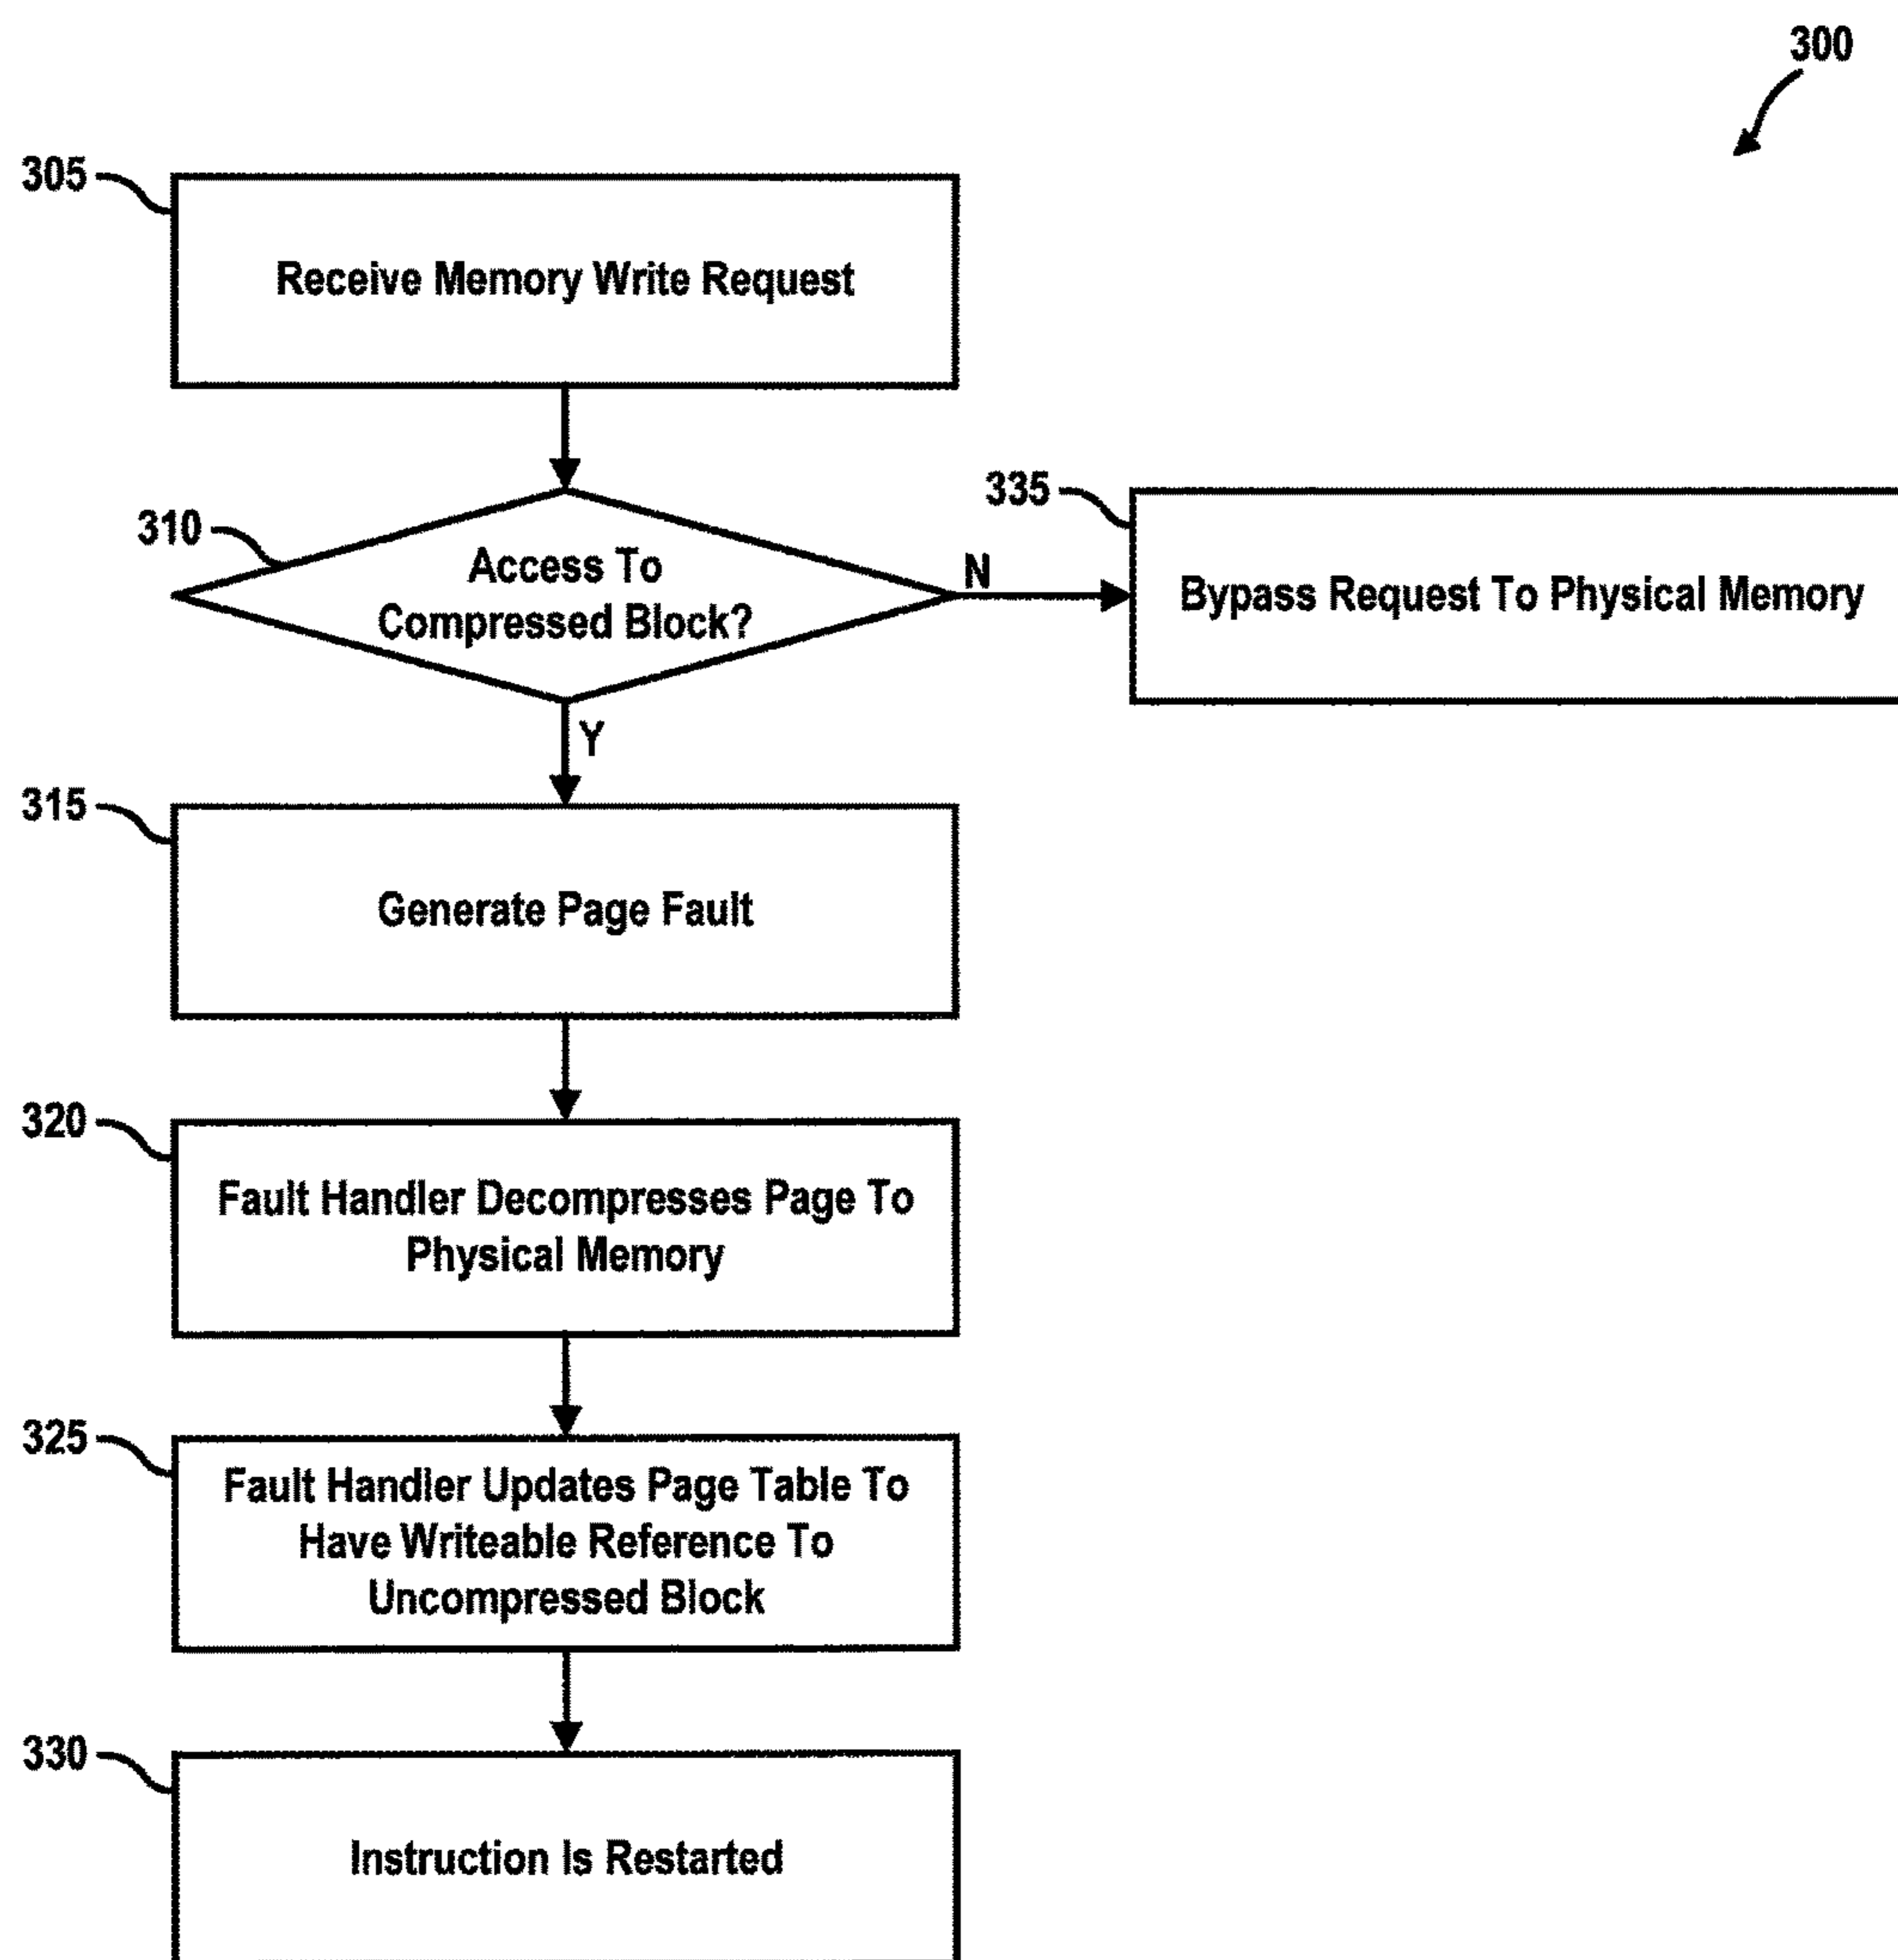 300
305
Receive Memory Write Request
310
Access To
Compressed Block?
N
335
Bypass Request To Physical Memory
Y
315
Generate Page Fault
320
Fault Handler Decompresses Page To
Physical Memory
325
Fault Handler Updates Page Table To
Have Writeable Reference To
Uncompressed Block
330
Instruction Is Restarted